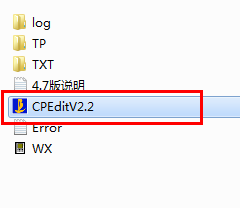 log
TP
TXT
4.7版说明
CPEditV2.2
Error
WX